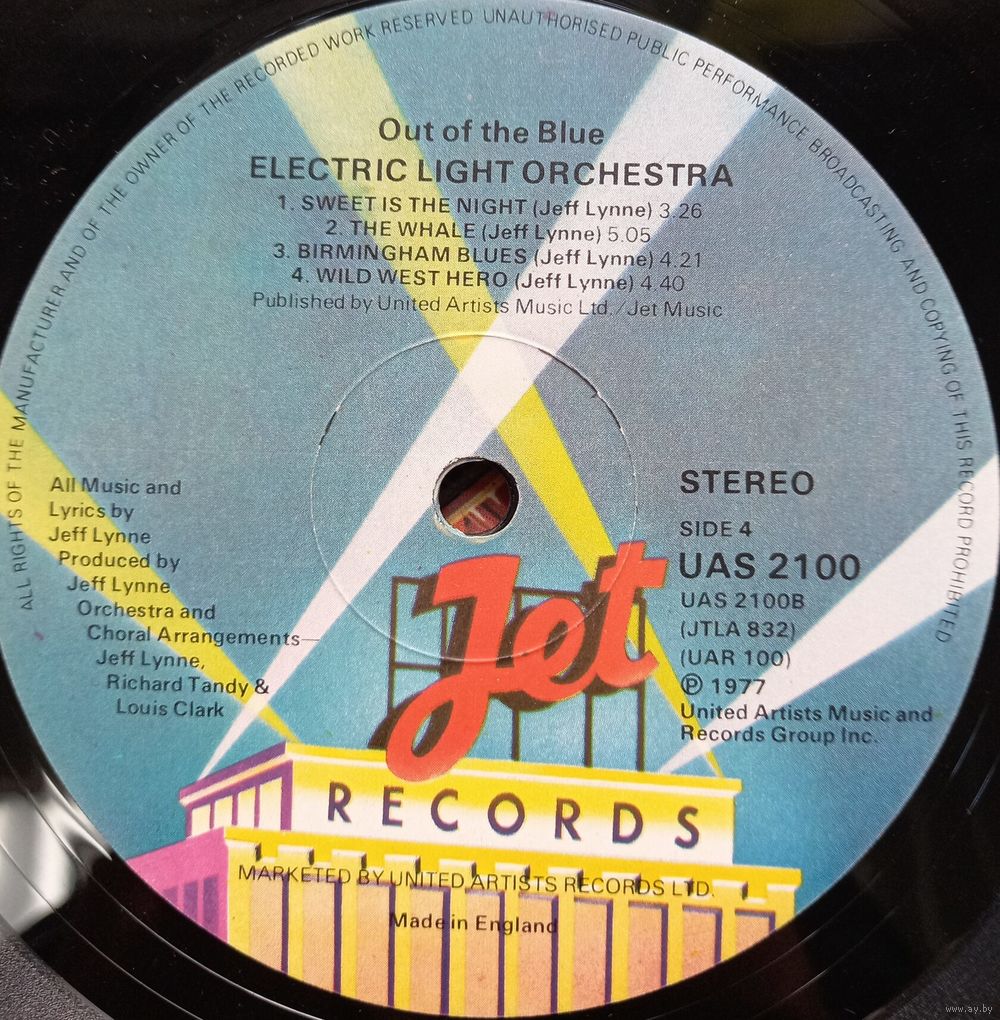 ALL RIGHTS OF THE MANUFACTURER AND OF THE OWNER OF THE RECORDED WORK RESERVED UNAUTHORISED PUBLIC PERFORMANCE BROADCASTING AND COPYING OF THIS RECORD PROHIBITED
Out of the Blue
ELECTRIC LIGHT ORCHESTRA
1. SWEET IS THE NIGHT (Jeff Lynne) 3.26
2. THE WHALE (Jeff Lynne) 5.05
3. BIRMINGHAM BLUES (Jeff Lynne) 4.21
4. WILD WEST HERO (Jeff Lynne) 4.40
Published by United Artists Music Ltd./Jet Music
All Music and
Lyrics by
Jeff Lynne
Produced by
Jeff Lynne
Orchestra and
Choral Arrangements—
Jeff Lynne,
Richard Tandy &
Louis Clark
STEREO
SIDE 4
UAS 2100
UAS 2100B
(JTLA 832)
(UAR 100)
℗ 1977
United Artists Music and
Records Group Inc.
Jet
RECORDS
MARKETED BY UNITED ARTISTS RECORDS LTD.
Made in England
www.ay.by